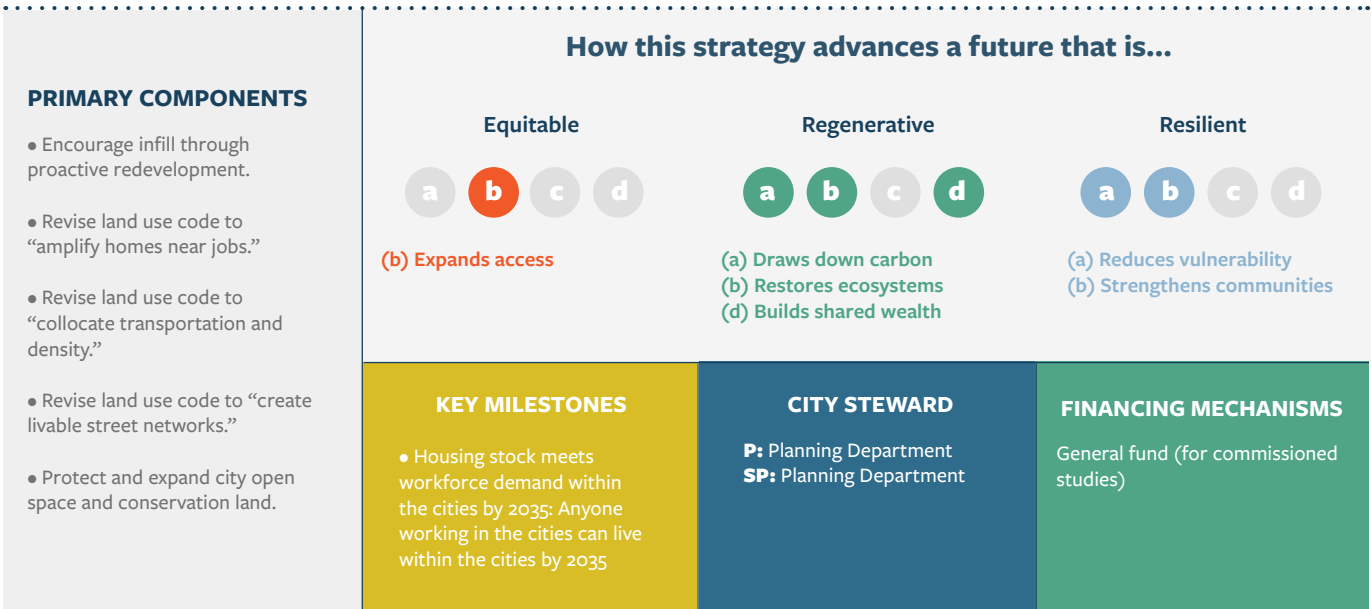 How this strategy advances a future that is...
PRIMARY COMPONENTS
• Encourage infill through
proactive redevelopment.
• Revise land use code to
“amplify homes near jobs.”
• Revise land use code to
“collocate transportation and
density.”
• Revise land use code to “create
livable street networks.”
• Protect and expand city open
space and conservation land.
Equitable
a b c d
(b) Expands access
Regenerative
a b c d
(a) Draws down carbon
(b) Restores ecosystems
(d) Builds shared wealth
Resilient
a b c d
(a) Reduces vulnerability
(b) Strengthens communities
KEY MILESTONES
• Housing stock meets
workforce demand within
the cities by 2035: Anyone
working in the cities can live
within the cities by 2035
CITY STEWARD
P: Planning Department
SP: Planning Department
FINANCING MECHANISMS
General fund (for commissioned
studies)